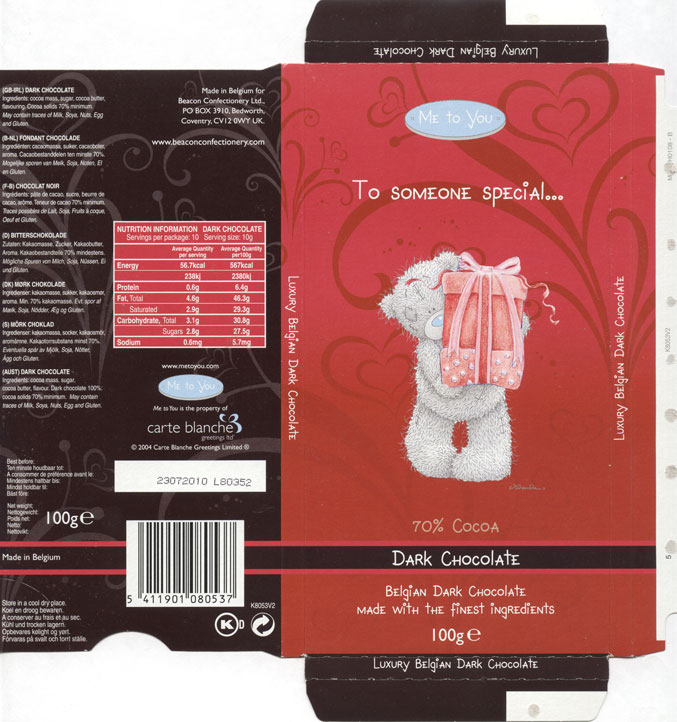 Luxury Belgian Dark Chocolate
(GB-IRL) DARK CHOCOLATE
Ingredients: cocoa mass, sugar, cocoa butter,
flavouring. Cocoa solids 70% minimum.
May contain traces of Milk, Soya, Nuts, Egg
and Gluten.
(B-NL) FONDANT CHOCOLADE
Ingrediënten: cacaomassa, suiker, cacaoboter,
aroma. Cacaobestanddelen ten minste 70%.
Mogelijke sporen van Melk, Soja, Noten, Ei
en Gluten.
(F-B) CHOCOLAT NOIR
Ingrédients: pâte de cacao, sucre, beurre de
cacao, arôme. Teneur de cacao 70% minimum.
Traces possibles de Lait, Soja, Fruits à coque,
Oeuf et Gluten.
(D) BITTERSCHOKOLADE
Zutaten: Kakaomasse, Zucker, Kakaobutter,
Aroma. Kakaobestandteile 70% mindestens.
Mögliche Spuren von Milch, Soja, Nüssen, Ei
und Gluten.
(DK) MØRK CHOKOLADE
Ingredienser: kakaomasse, sukker, kakaosmør,
aroma. Min. 70% kakaomasse. Evt. spor af
Mælk, Soja, Nødder, Æg og Gluten.
(S) MÖRK CHOKLAD
Ingredienser: kakaomassa, socker, kakaosmör,
aromämne. Kakaotorrsubstans minst 70%.
Eventuella spår av Mjölk, Soja, Nötter,
Ägg och Gluten.
(AUST) DARK CHOCOLATE
Ingredients: cocoa mass, sugar,
cocoa butter, flavour. Dark chocolate 100%:
cocoa solids 70% minimum. May contain
traces of Milk, Soya, Nuts, Egg and Gluten.
Best before:
Ten minste houdbaar tot:
A consommer de préférence avant le:
Mindestens haltbar bis:
Mindst holdbar til:
Bäst före:
Net weight:
Nettogewicht:
Poids net:
Netto:
Nettovikt:
100g e
Made in Belgium
Store in a cool dry place.
Koel en droog bewaren.
A conserver au frais et au sec.
Kühl und trocken lagern.
Opbevares køligt og tørt.
Förvaras på svalt och torrt ställe.
Made in Belgium for
Beacon Confectionery Ltd.,
PO BOX 3910, Bedworth,
Coventry, CV12 0WY UK.
www.beaconconfectionery.com
NUTRITION INFORMATION DARK CHOCOLATE
Servings per package: 10 Serving size: 10g
Average Quantity per serving Average Quantity per100g
Energy 56.7kcal 567kcal
238kj 2380kj
Protein 0.6g 6.4g
Fat, Total 4.6g 46.3g
Saturated 2.9g 29.3g
Carbohydrate, Total 3.1g 30.8g
Sugars 2.8g 27.5g
Sodium 0.6mg 5.7mg
www.metoyou.com
Me to You
Me to You is the property of
carte blanche
greetings ltd
© 2004 Carte Blanche Greetings Limited ®
23072010 L80352
5 411901 080537
K8053V2
K D
Luxury Belgian Dark Chocolate
Me to You
To someone special...
70% Cocoa
Dark Chocolate
Belgian Dark Chocolate
made with the finest ingredients
100g e
Luxury Belgian Dark Chocolate
K8053V2
5
Luxury Belgian Dark Chocolate